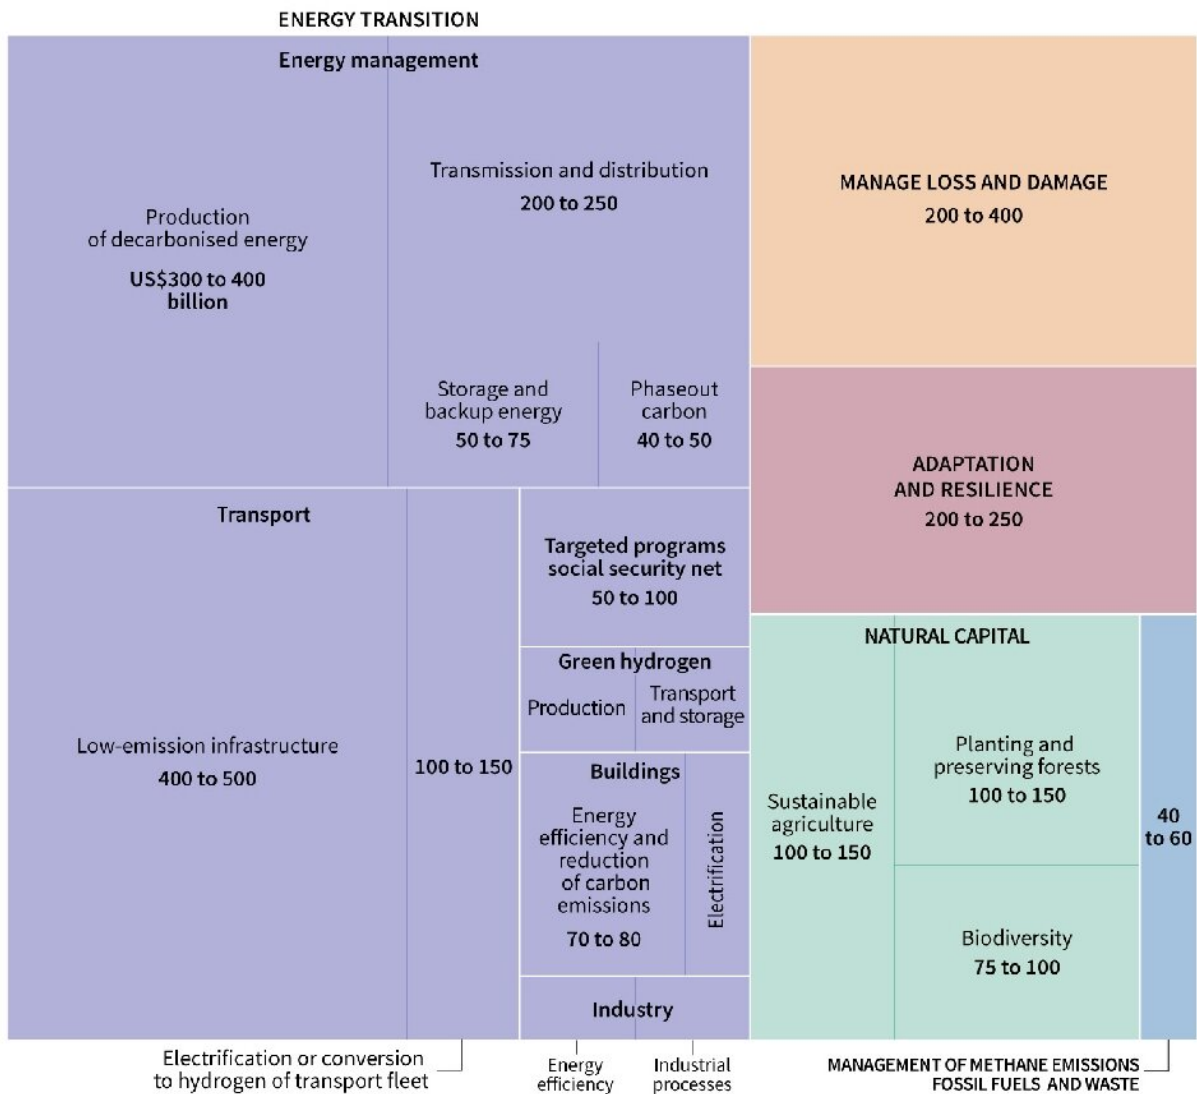 ENERGY TRANSITION
Energy management
Production
of decarbonised energy
US$300 to 400
billion
Transmission and distribution
200 to 250
Storage and
backup energy
50 to 75
Phaseout
carbon
40 to 50
MANAGE LOSS AND DAMAGE
200 to 400
ADAPTATION
AND RESILIENCE
200 to 250
Transport
Low-emission infrastructure
400 to 500
100 to 150
Electrification or conversion
to hydrogen of transport fleet
Targeted programs
social security net
50 to 100
Green hydrogen
Production
Transport
and storage
Buildings
Energy
efficiency and
reduction
of carbon
emissions
70 to 80
Electrification
Industry
Energy
efficiency
Industrial
processes
NATURAL CAPITAL
Sustainable
agriculture
100 to 150
Planting and
preserving forests
100 to 150
Biodiversity
75 to 100
40
to 60
MANAGEMENT OF METHANE EMISSIONS
FOSSIL FUELS AND WASTE